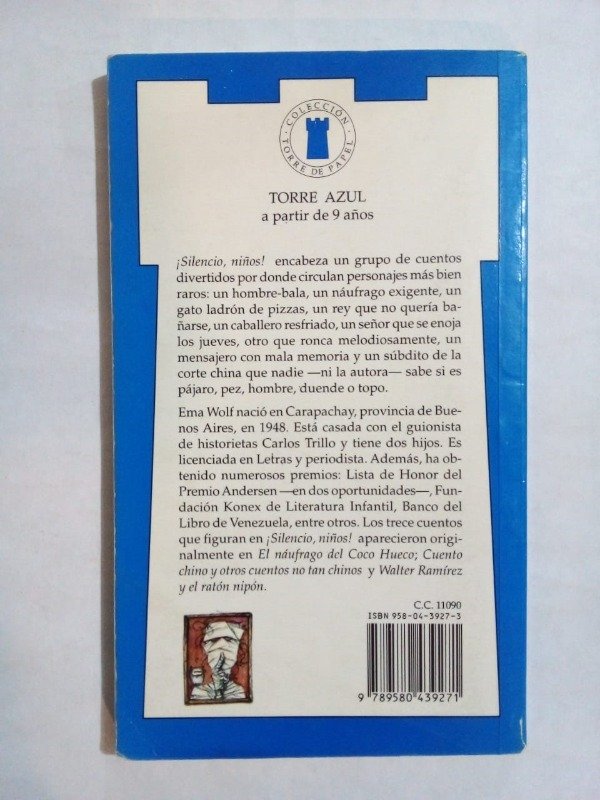 COLECCIÓN
TORRE DE PAPEL
TORRE AZUL
a partir de 9 años
¡Silencio, niños! encabeza un grupo de cuentos
divertidos por donde circulan personajes más bien
raros: un hombre-bala, un náufrago exigente, un
gato ladrón de pizzas, un rey que no quería ba-
ñarse, un caballero resfriado, un señor que se enoja
los jueves, otro que ronca melodiosamente, un
mensajero con mala memoria y un súbdito de la
corte china que nadie —ni la autora— sabe si es
pájaro, pez, hombre, duende o topo.
Ema Wolf nació en Carapachay, provincia de Bue-
nos Aires, en 1948. Está casada con el guionista
de historietas Carlos Trillo y tiene dos hijos. Es
licenciada en Letras y periodista. Además, ha ob-
tenido numerosos premios: Lista de Honor del
Premio Andersen —en dos oportunidades—, Fun-
dación Konex de Literatura Infantil, Banco del
Libro de Venezuela, entre otros. Los trece cuentos
que figuran en ¡Silencio, niños! aparecieron origi-
nalmente en El náufrago del Coco Hueco; Cuento
chino y otros cuentos no tan chinos y Walter Ramírez
y el ratón nipón.
C.C. 11090
ISBN 958-04-3927-3
9 789580 439271